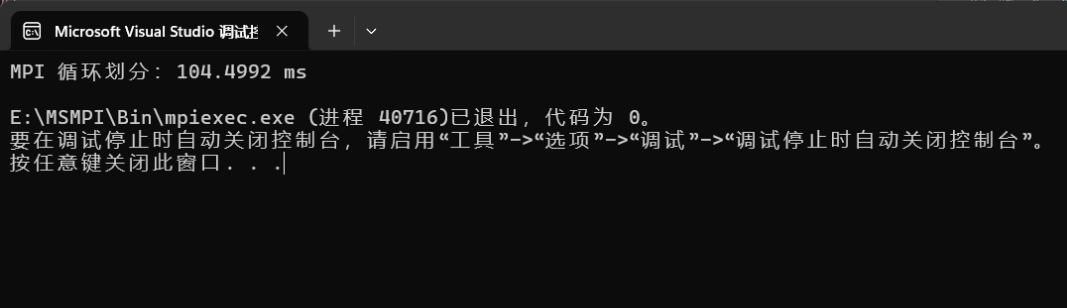 Microsoft Visual Studio 调试控
MPI 循环划分：104.4992 ms
E:\MSMPI\Bin\mpiexec.exe (进程 40716)已退出，代码为 0。
要在调试停止时自动关闭控制台，请启用“工具”->“选项”->“调试”->“调试停止时自动关闭控制台”。
按任意键关闭此窗口. . .